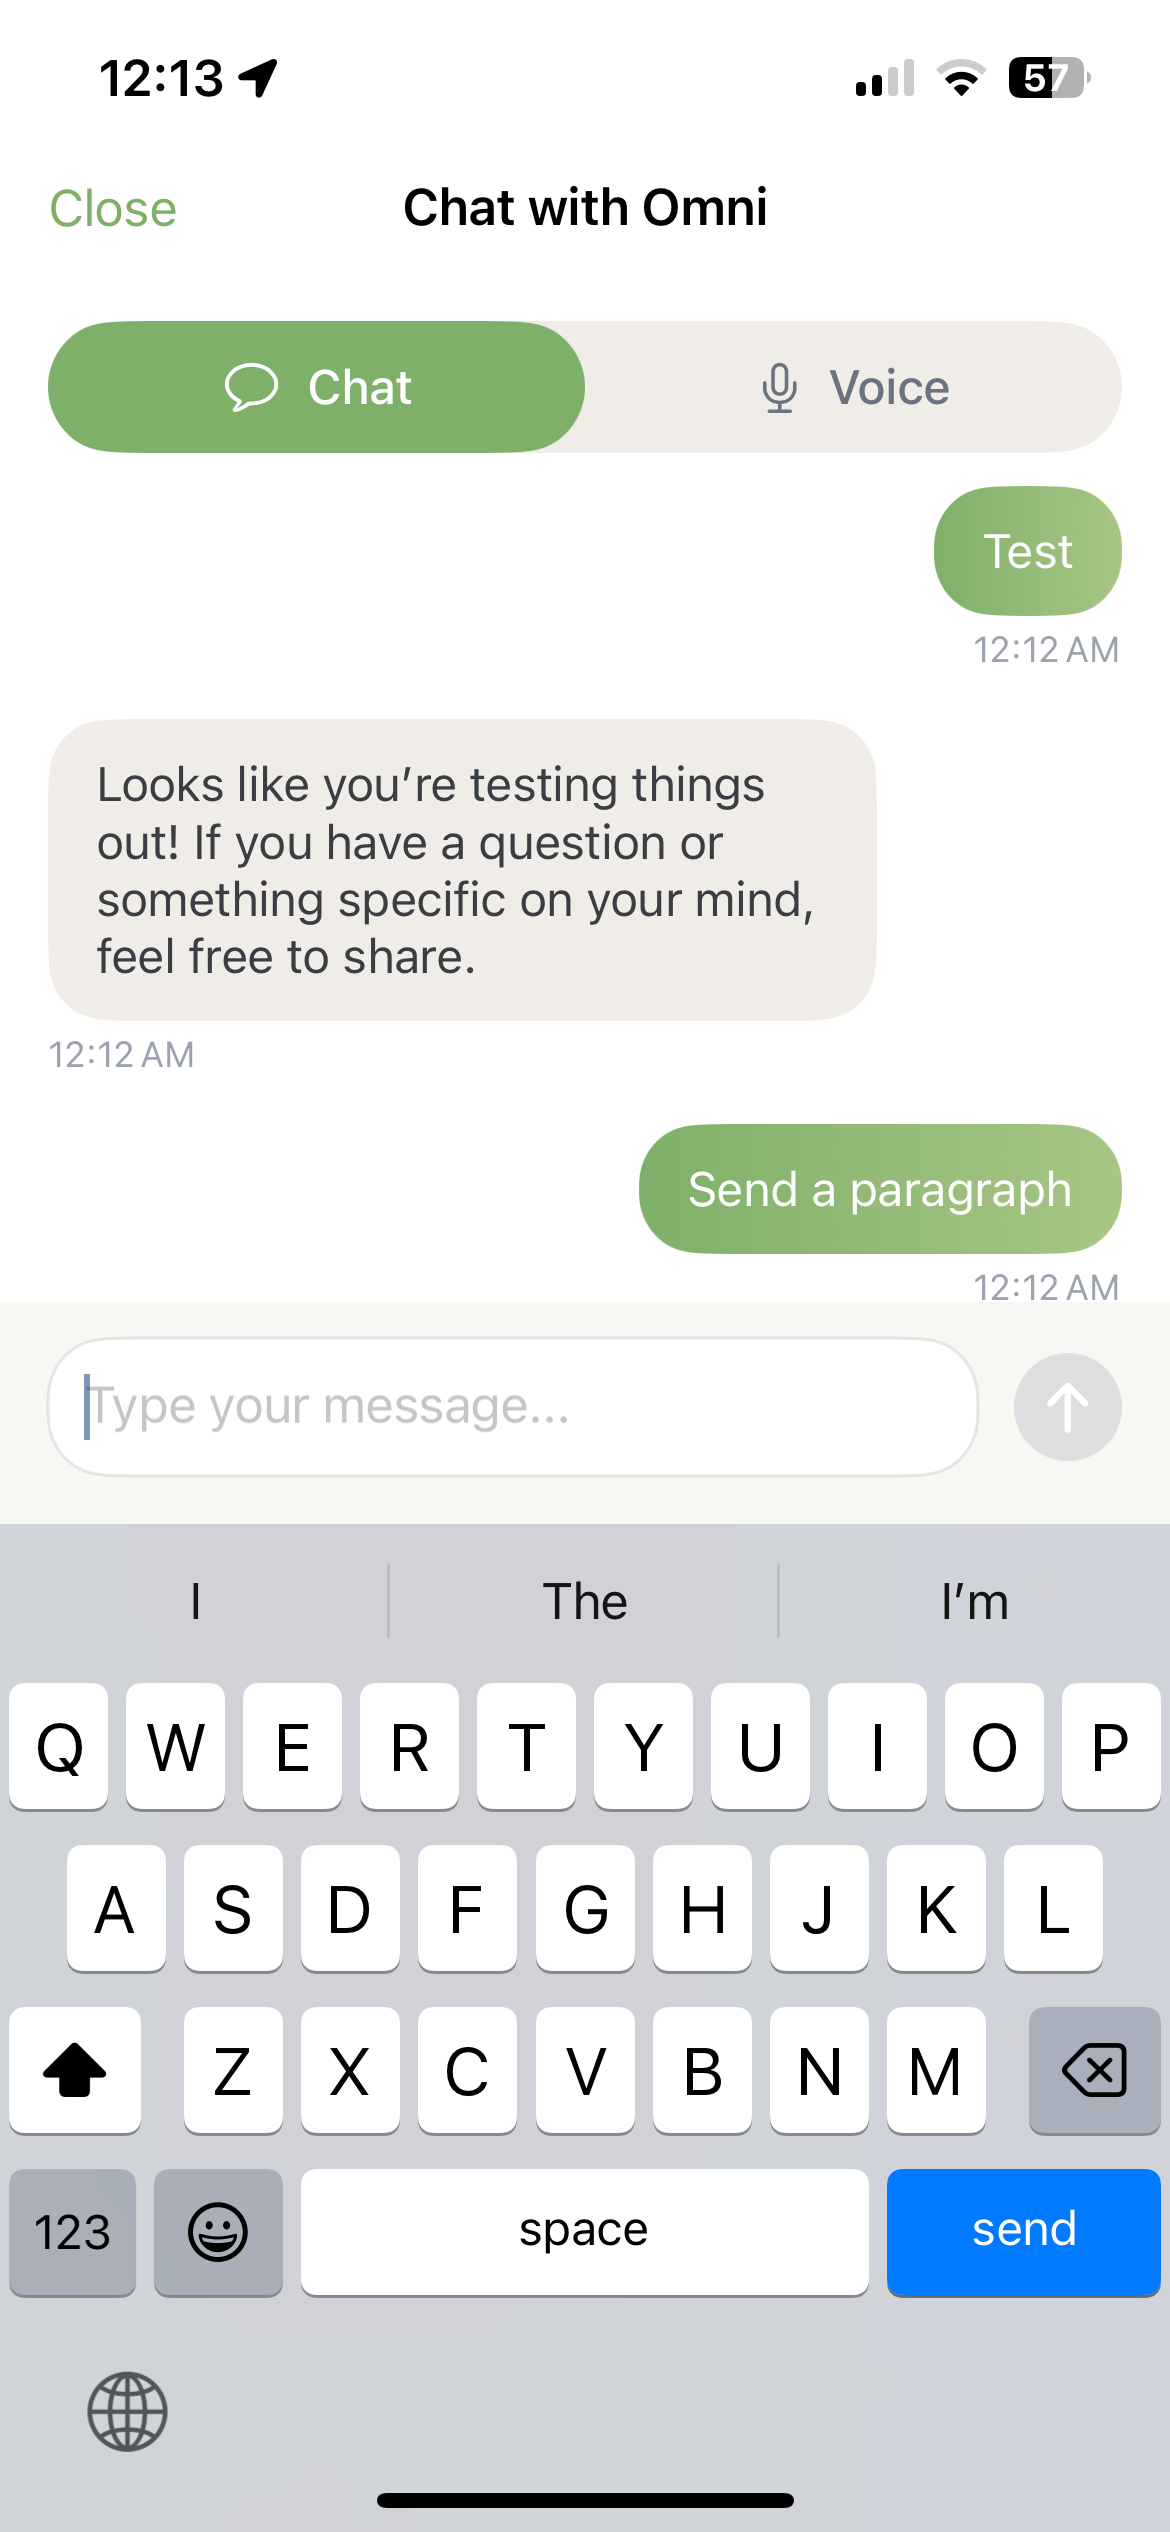 12:13
57
Close
Chat with Omni
Chat
Voice
Test
12:12 AM
Looks like you’re testing things
out! If you have a question or
something specific on your mind,
feel free to share.
12:12 AM
Send a paragraph
12:12 AM
Type your message...
I
The
I’m
Q W E R T Y U I O P
A S D F G H J K L
Z X C V B N M
123
space
send